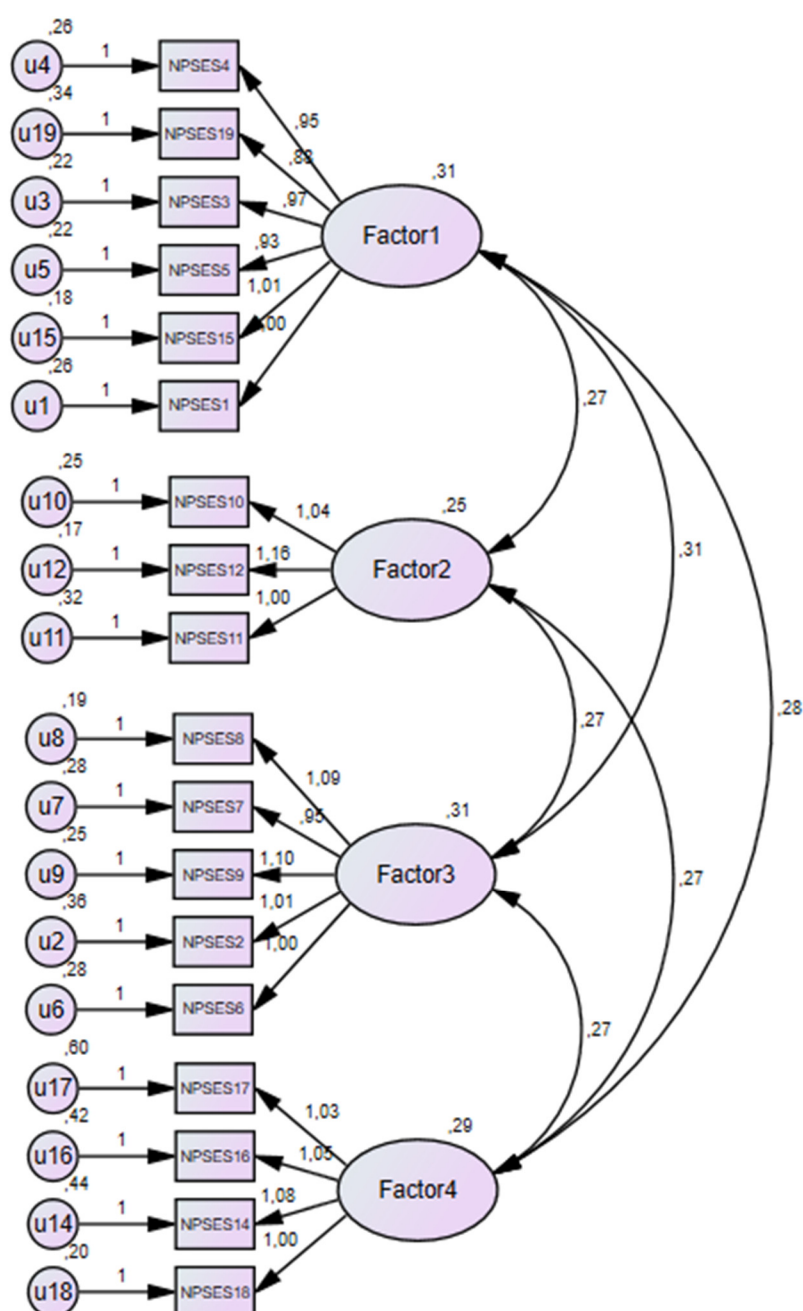 ,26
u4 1 NPSES4 ,95
,34
u19 1 NPSES19 ,88
,22
u3 1 NPSES3 ,97
,22
u5 1 NPSES5 ,93
,18
u15 1 NPSES15 1,01
,26
u1 1 NPSES1 ,00
,31
Factor1
,27
,25
u10 1 NPSES10 1,04
,17
u12 1 NPSES12 1,16
,32
u11 1 NPSES11 1,00
,25
Factor2
,31
,28
,27
,27
,19
u8 1 NPSES8 1,09
,28
u7 1 NPSES7 ,95
,25
u9 1 NPSES9 1,10
,36
u2 1 NPSES2 1,01
,28
u6 1 NPSES6 1,00
,31
Factor3
,27
,60
u17 1 NPSES17 1,03
,42
u16 1 NPSES16 1,05
,44
u14 1 NPSES14 1,08
,20
u18 1 NPSES18 1,00
,29
Factor4